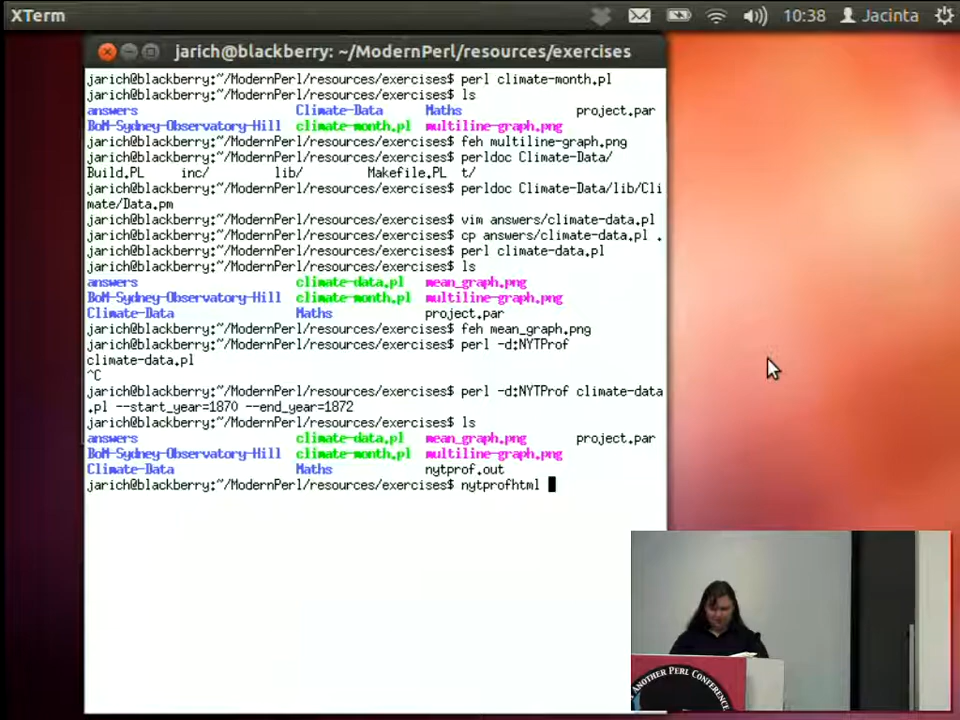 XTerm
10:38 Jacinta
jarich@blackberry: ~/ModernPerl/resources/exercises
jarich@blackberry:~/ModernPerl/resources/exercises$ perl climate-month.pl
jarich@blackberry:~/ModernPerl/resources/exercises$ ls
answers Climate-Data Maths project.par
BoM-Sydney-Observatory-Hill climate-month.pl multiline-graph.png
jarich@blackberry:~/ModernPerl/resources/exercises$ feh multiline-graph.png
jarich@blackberry:~/ModernPerl/resources/exercises$ perldoc Climate-Data/
Build.PL inc/ lib/ Makefile.PL t/
jarich@blackberry:~/ModernPerl/resources/exercises$ perldoc Climate-Data/lib/Cli
mate/Data.pm
jarich@blackberry:~/ModernPerl/resources/exercises$ vim answers/climate-data.pl
jarich@blackberry:~/ModernPerl/resources/exercises$ cp answers/climate-data.pl .
jarich@blackberry:~/ModernPerl/resources/exercises$ perl climate-data.pl
jarich@blackberry:~/ModernPerl/resources/exercises$ ls
answers climate-data.pl mean_graph.png
BoM-Sydney-Observatory-Hill climate-month.pl multiline-graph.png
Climate-Data Maths project.par
jarich@blackberry:~/ModernPerl/resources/exercises$ feh mean_graph.png
jarich@blackberry:~/ModernPerl/resources/exercises$ perl -d:NYTProf
climate-data.pl
^C
jarich@blackberry:~/ModernPerl/resources/exercises$ perl -d:NYTProf climate-data
.pl --start_year=1870 --end_year=1872
jarich@blackberry:~/ModernPerl/resources/exercises$ ls
answers climate-data.pl mean_graph.png project.par
BoM-Sydney-Observatory-Hill climate-month.pl multiline-graph.png
Climate-Data Maths nytprof.out
jarich@blackberry:~/ModernPerl/resources/exercises$ nytprofhtml
ANOTHER PERL CONFERENCE